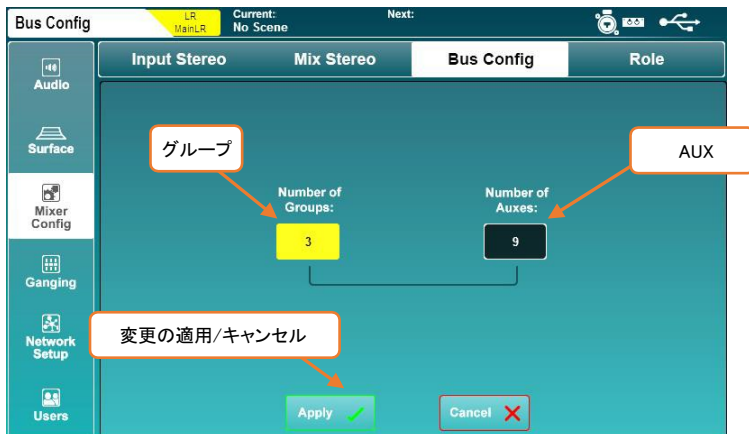 Bus Config
LR
MainLR
Current:
No Scene
Next:
Audio
Surface
Mixer
Config
Ganging
Network
Setup
Users
Input Stereo
Mix Stereo
Bus Config
Role
グループ
AUX
Number of
Groups:
3
Number of
Auxes:
9
変更の適用/キャンセル
Apply
Cancel